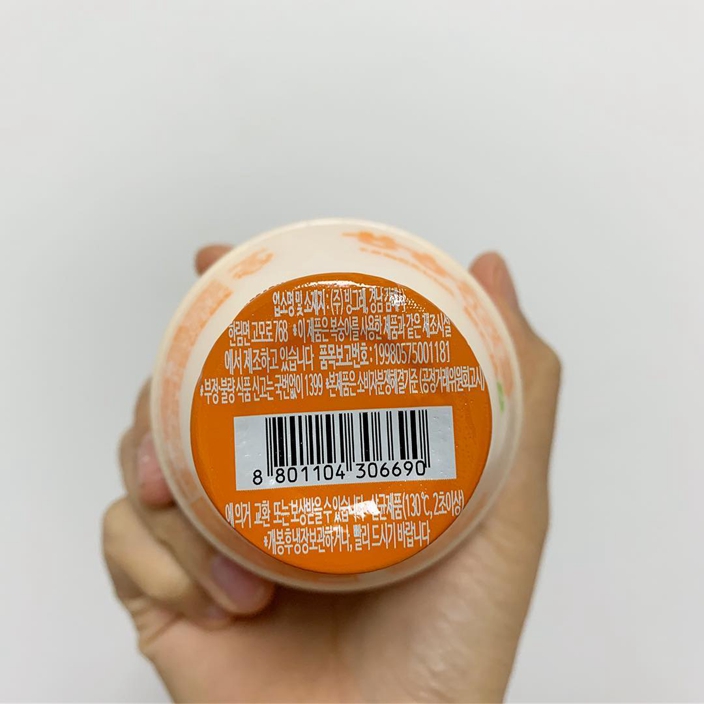 업소명 및 소재지 : (주) 빙그레, 경남 김해시
한림면 고모로 768 *이 제품은 복숭아를 사용한 제품과 같은 제조시설
에서 제조하고 있습니다 품목보고번호 : 19980575001181
*부정·불량 식품 신고는 국번없이 1399 *본제품은 소비자분쟁해결기준 (공정거래위원회고시)
8 801104 306690
에 의거 교환 또는 보상받을 수 있습니다 *살균제품(130℃, 2초이상)
*개봉후 냉장보관하거나, 빨리 드시기 바랍니다